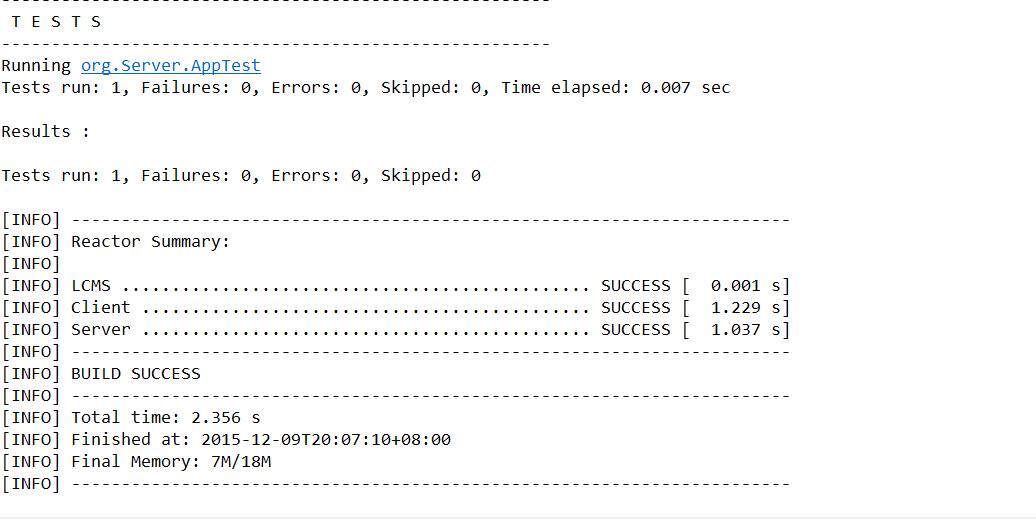 -------------------------------------------------------
 T E S T S
-------------------------------------------------------
Running org.Server.AppTest
Tests run: 1, Failures: 0, Errors: 0, Skipped: 0, Time elapsed: 0.007 sec

Results :

Tests run: 1, Failures: 0, Errors: 0, Skipped: 0

[INFO] ------------------------------------------------------------------------
[INFO] Reactor Summary:
[INFO]
[INFO] LCMS ............................................... SUCCESS [  0.001 s]
[INFO] Client ............................................. SUCCESS [  1.229 s]
[INFO] Server ............................................. SUCCESS [  1.037 s]
[INFO] ------------------------------------------------------------------------
[INFO] BUILD SUCCESS
[INFO] ------------------------------------------------------------------------
[INFO] Total time: 2.356 s
[INFO] Finished at: 2015-12-09T20:07:10+08:00
[INFO] Final Memory: 7M/18M
[INFO] ------------------------------------------------------------------------